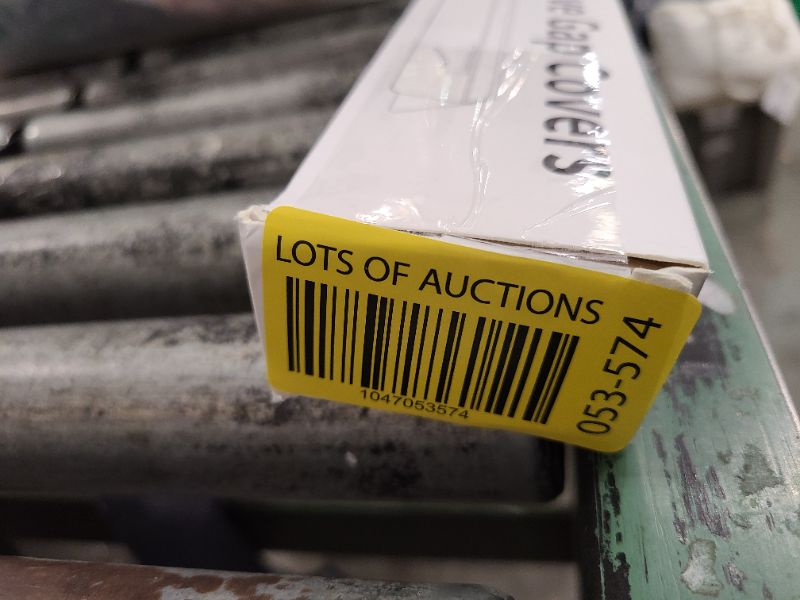 Gap Covers
LOTS OF AUCTIONS
1047053574
053-574